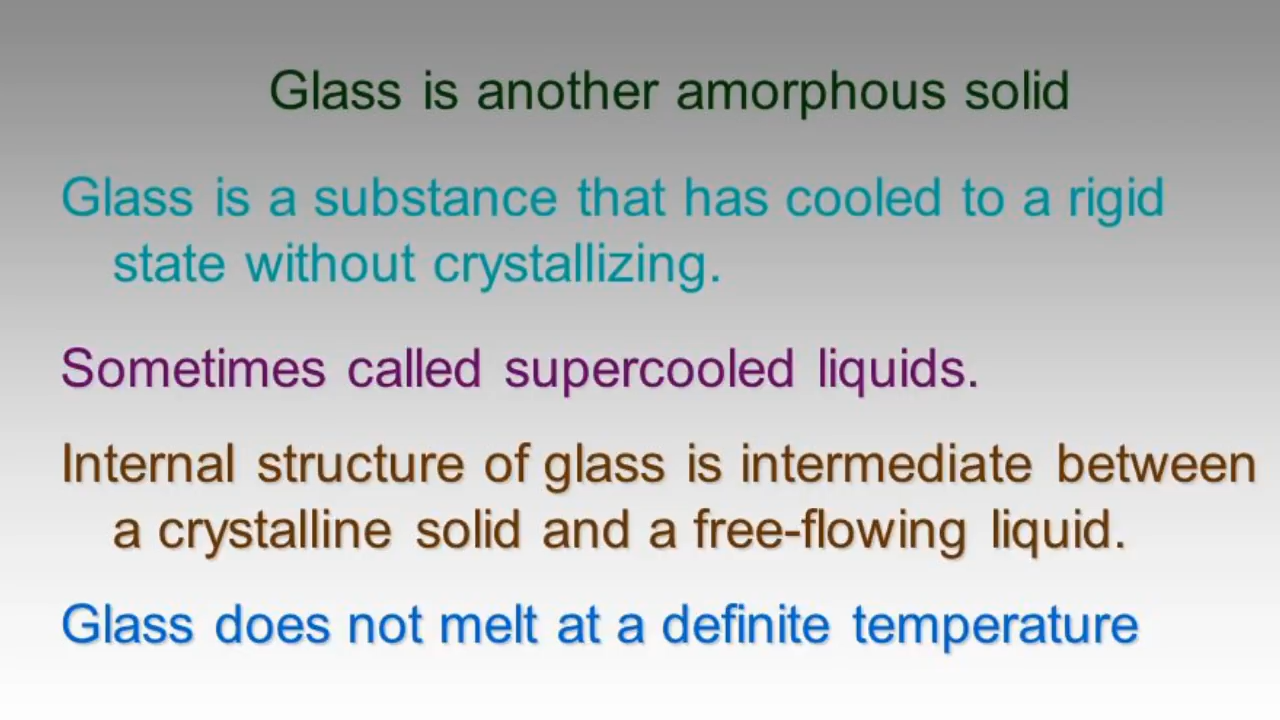 Glass is another amorphous solid
Glass is a substance that has cooled to a rigid
state without crystallizing.
Sometimes called supercooled liquids.
Internal structure of glass is intermediate between
a crystalline solid and a free-flowing liquid.
Glass does not melt at a definite temperature